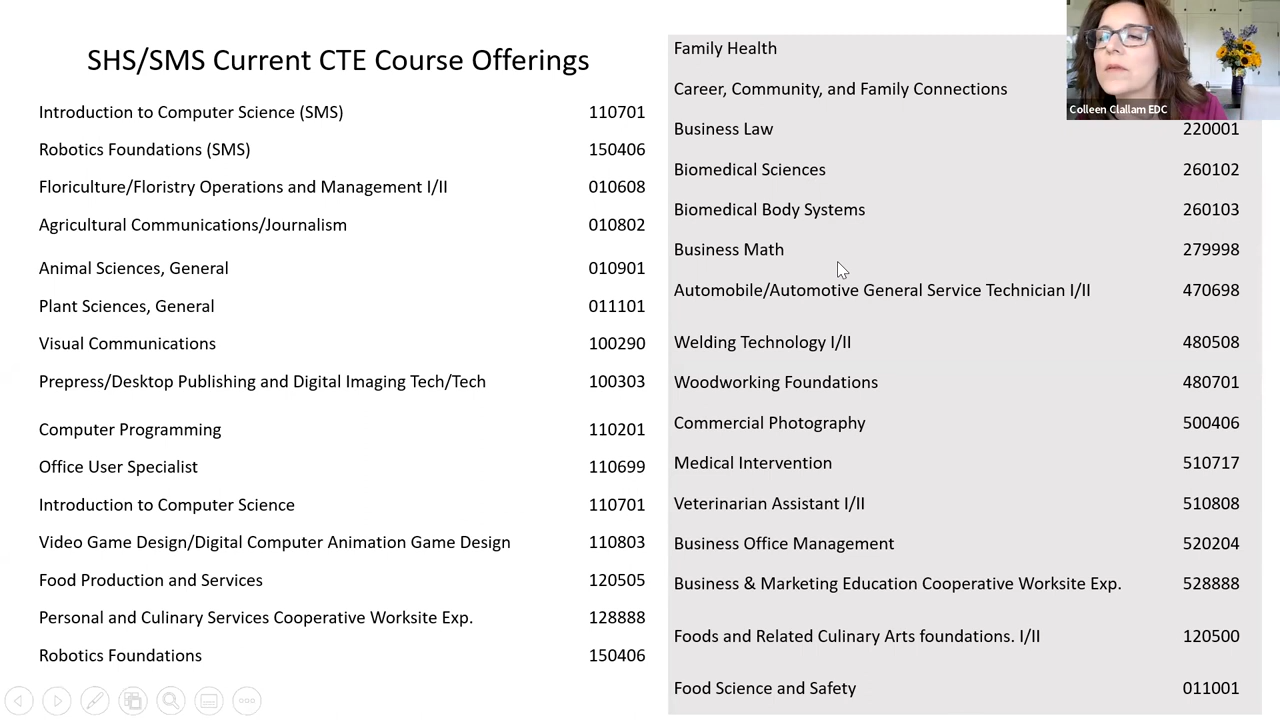 SHS/SMS Current CTE Course Offerings
Introduction to Computer Science (SMS) 110701
Robotics Foundations (SMS) 150406
Floriculture/Floristry Operations and Management I/II 010608
Agricultural Communications/Journalism 010802
Animal Sciences, General 010901
Plant Sciences, General 011101
Visual Communications 100290
Prepress/Desktop Publishing and Digital Imaging Tech/Tech 100303
Computer Programming 110201
Office User Specialist 110699
Introduction to Computer Science 110701
Video Game Design/Digital Computer Animation Game Design 110803
Food Production and Services 120505
Personal and Culinary Services Cooperative Worksite Exp. 128888
Robotics Foundations 150406
Family Health
Career, Community, and Family Connections
Business Law 220001
Biomedical Sciences 260102
Biomedical Body Systems 260103
Business Math 279998
Automobile/Automotive General Service Technician I/II 470698
Welding Technology I/II 480508
Woodworking Foundations 480701
Commercial Photography 500406
Medical Intervention 510717
Veterinarian Assistant I/II 510808
Business Office Management 520204
Business & Marketing Education Cooperative Worksite Exp. 528888
Foods and Related Culinary Arts foundations. I/II 120500
Food Science and Safety 011001
Colleen Clallam EDC